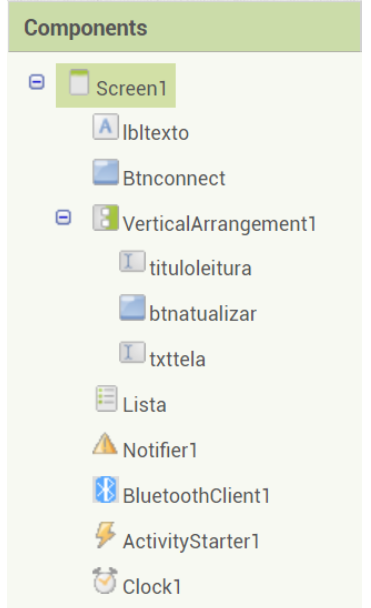 Components
Screen1
lbltexto
Btnconnect
VerticalArrangement1
tituloleitura
btnatualizar
txttela
Lista
Notifier1
BluetoothClient1
ActivityStarter1
Clock1